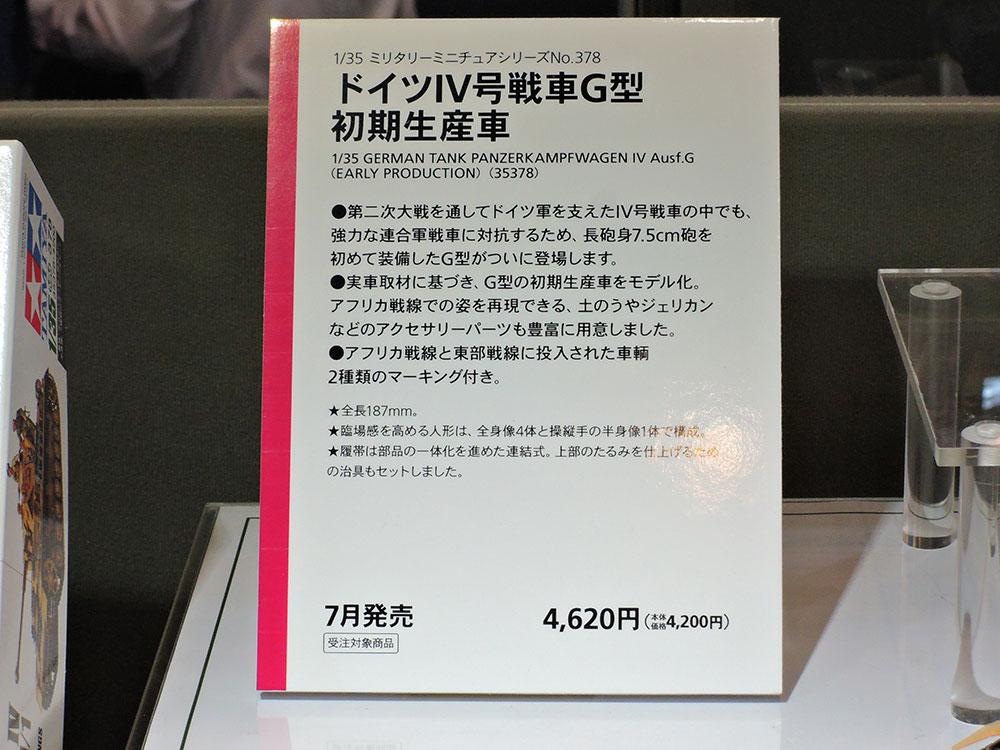 1/35 ミリタリーミニチュアシリーズNo.378
ドイツIV号戦車G型
初期生産車
1/35 GERMAN TANK PANZERKAMPFWAGEN IV Ausf.G
(EARLY PRODUCTION) (35378)
●第二次大戦を通してドイツ軍を支えたIV号戦車の中でも、
強力な連合軍戦車に対抗するため、長砲身7.5cm砲を
初めて装備したG型がついに登場します。
●実車取材に基づき、G型の初期生産車をモデル化。
アフリカ戦線での姿を再現できる、土のうやジェリカン
などのアクセサリーパーツも豊富に用意しました。
●アフリカ戦線と東部戦線に投入された車輌
2種類のマーキング付き。
★全長187mm。
★臨場感を高める人形は、全身像4体と操縦手の半身像1体で構成。
★履帯は部品の一体化を進めた連結式。上部のたるみを仕上げるため
の治具もセットしました。
7月発売
受注対象商品
4,620円(本体価格4,200円)